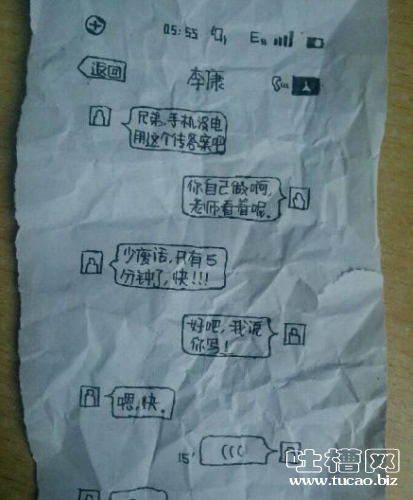 05:55 E
返回 李康
兄弟,手机没电
用这个传答案吧
你自己做啊,
老师看着呢.
少废话,只有5
分钟了,快!!!
好吧,我说
你写!
嗯,快.
15' (((
吐槽网
www.tucao.biz